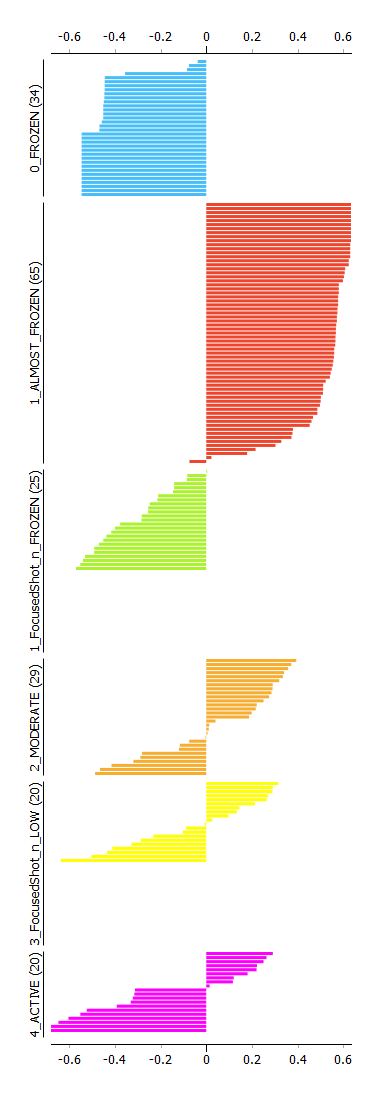 -0.6 -0.4 -0.2 0 0.2 0.4 0.6
0_FROZEN (34)
1_ALMOST_FROZEN (65)
1_FocusedShot_n_FROZEN (25)
2_MODERATE (29)
3_FocusedShot_n_LOW (20)
4_ACTIVE (20)
-0.6 -0.4 -0.2 0 0.2 0.4 0.6